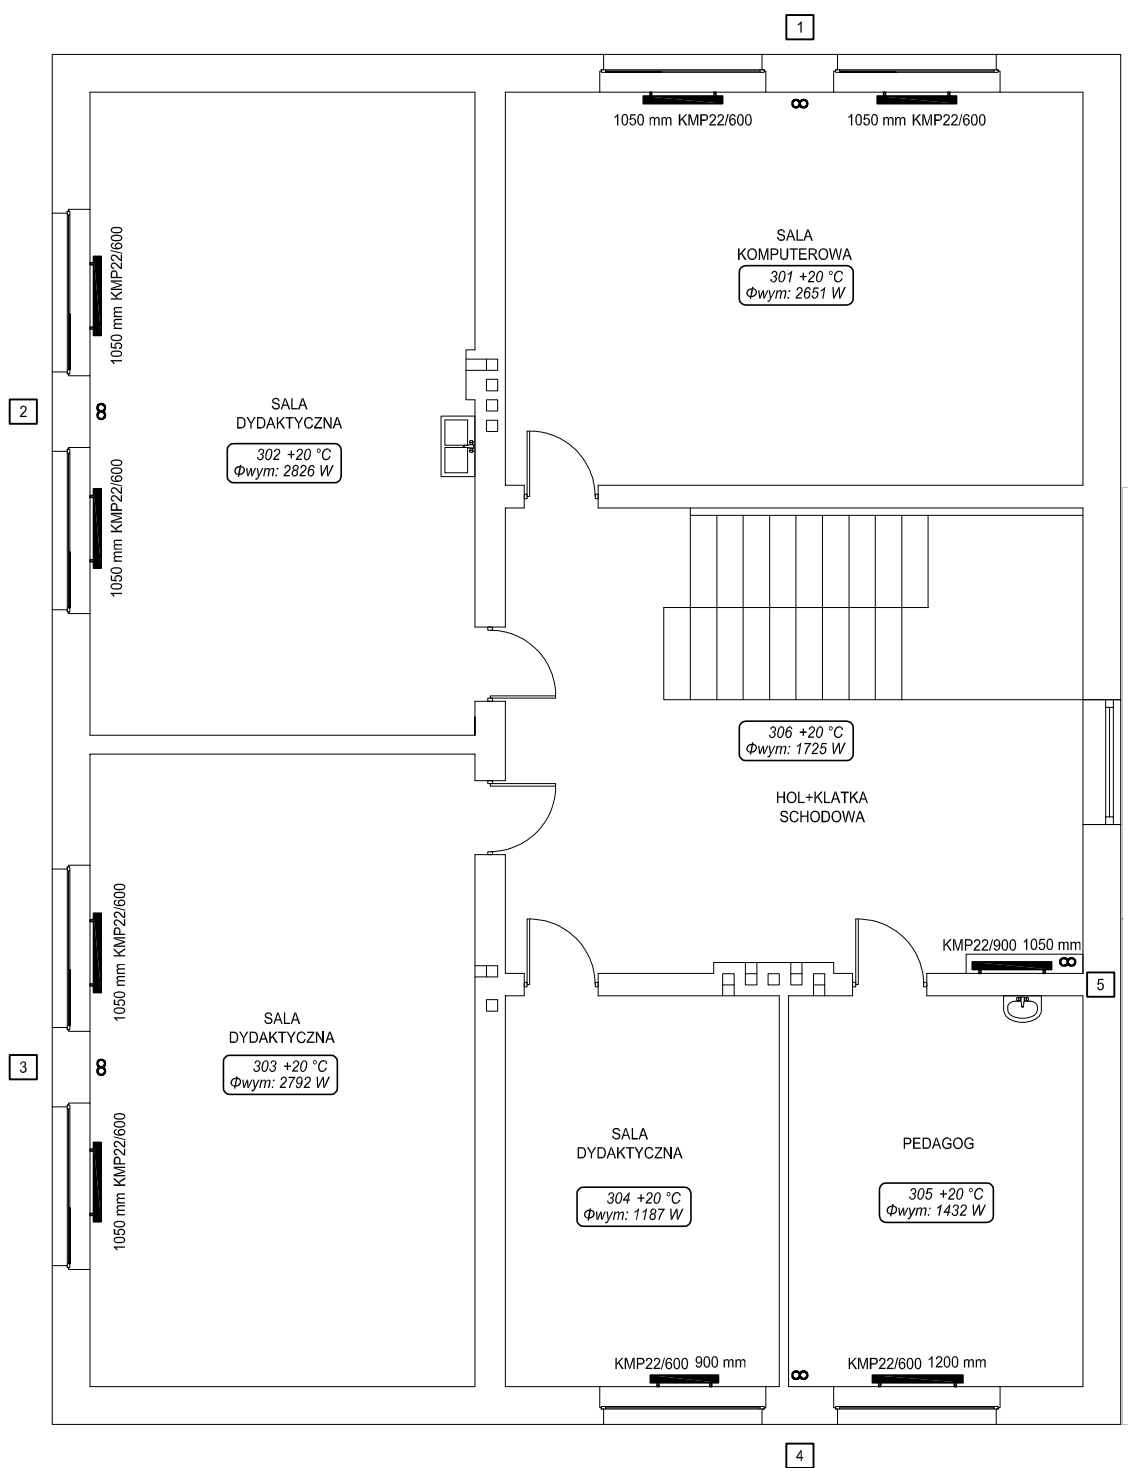 1
1050 mm KMP22/600
1050 mm KMP22/600
SALA
KOMPUTEROWA
301 +20 °C
Φwym: 2651 W
1050 mm KMP22/600
2
SALA
DYDAKTYCZNA
302 +20 °C
Φwym: 2826 W
1050 mm KMP22/600
306 +20 °C
Φwym: 1725 W
HOL+KLATKA
SCHODOWA
1050 mm KMP22/600
KMP22/900 1050 mm
5
SALA
DYDAKTYCZNA
303 +20 °C
Φwym: 2792 W
3
1050 mm KMP22/600
SALA
DYDAKTYCZNA
304 +20 °C
Φwym: 1187 W
PEDAGOG
305 +20 °C
Φwym: 1432 W
KMP22/600 900 mm
KMP22/600 1200 mm
4